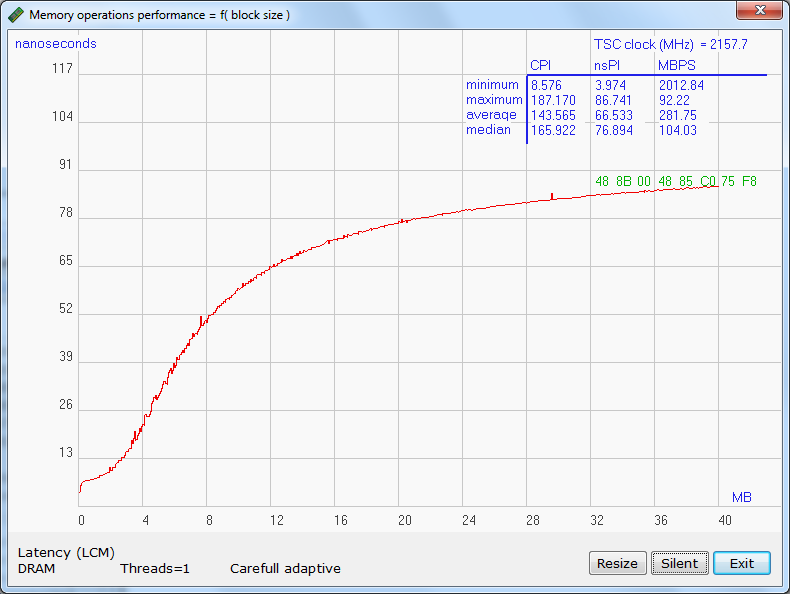 Memory operations performance = f( block size )
nanoseconds
TSC clock (MHz) = 2157.7
CPI nsPI MBPS
minimum 8.576 3.974 2012.84
maximum 187.170 86.741 92.22
average 143.565 66.533 281.75
median 165.922 76.894 104.03
117
104
91
48 8B 00 48 85 C0 75 F8
78
65
52
39
26
13
MB
0 4 8 12 16 20 24 28 32 36 40
Latency (LCM)
DRAM Threads=1 Carefull adaptive
Resize Silent Exit